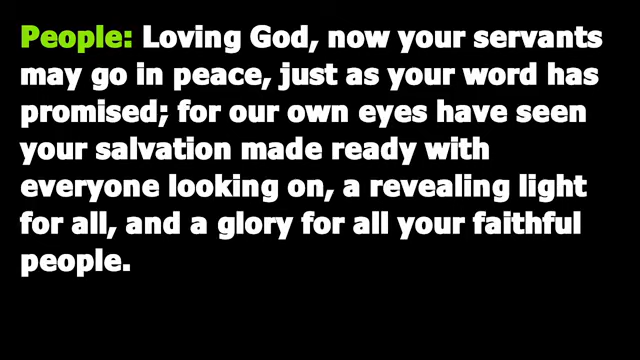 People: Loving God, now your servants
may go in peace, just as your word has
promised; for our own eyes have seen
your salvation made ready with
everyone looking on, a revealing light
for all, and a glory for all your faithful
people.